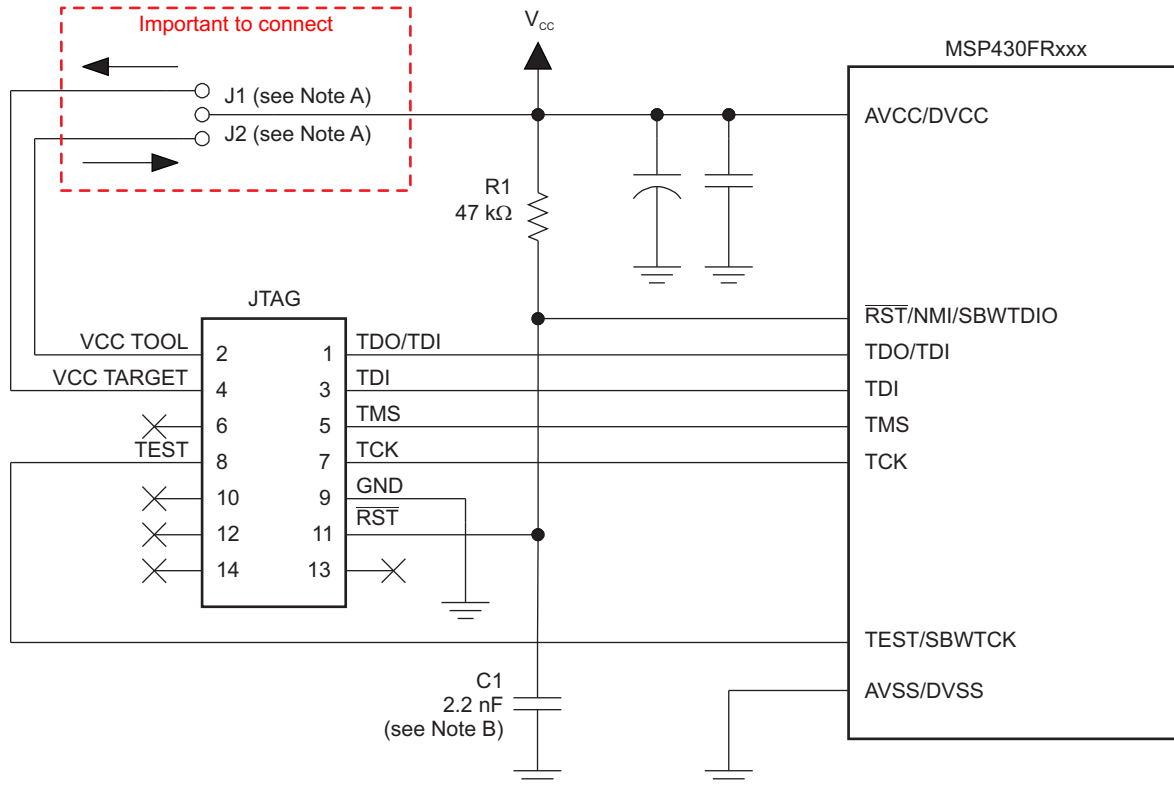 Important to connect
VCC
MSP430FRxxx
J1 (see Note A)
J2 (see Note A)
AVCC/DVCC
R1
47 kΩ
JTAG
RST/NMI/SBWTDIO
VCC TOOL
2
1
TDO/TDI
TDO/TDI
VCC TARGET
4
3
TDI
TDI
6
5
TMS
TMS
TEST
8
7
TCK
TCK
10
9
GND
12
11
RST
14
13
TEST/SBWTCK
C1
2.2 nF
(see Note B)
AVSS/DVSS